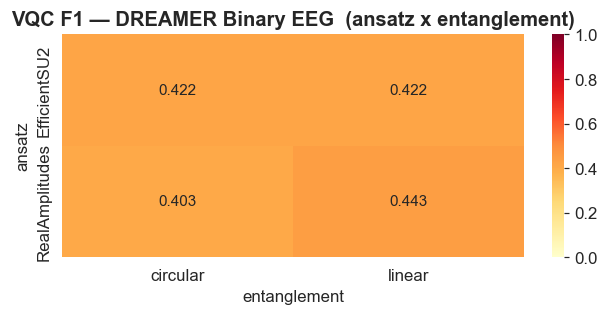 VQC F1 — DREAMER Binary EEG  (ansatz x entanglement)
ansatz
EfficientSU2
RealAmplitudes
0.422
0.422
0.403
0.443
circular
linear
entanglement
1.0
0.8
0.6
0.4
0.2
0.0